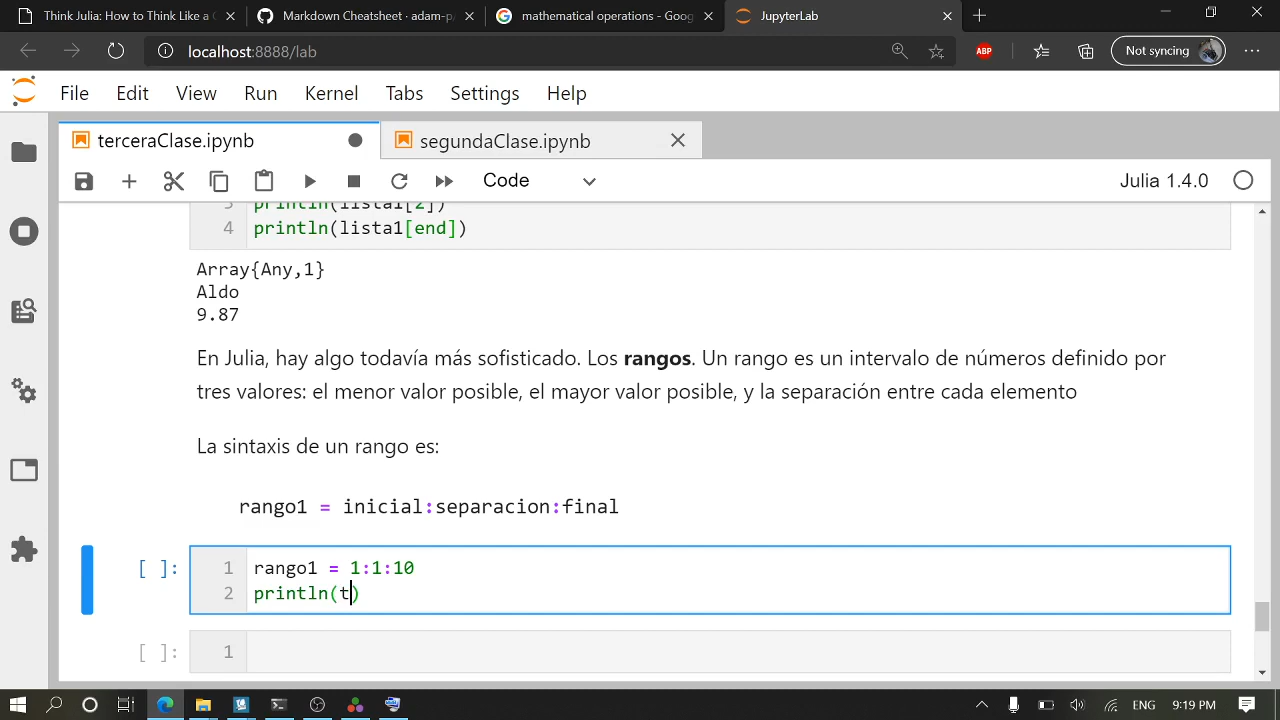 Think Julia: How to Think Like a C
Markdown Cheatsheet · adam-p/
mathematical operations - Goog
JupyterLab
localhost:8888/lab
ABP
Not syncing
File Edit View Run Kernel Tabs Settings Help
terceraClase.ipynb
segundaClase.ipynb
Code
Julia 1.4.0
3 println(lista1[2])
4 println(lista1[end])
Array{Any,1}
Aldo
9.87
En Julia, hay algo todavía más sofisticado. Los rangos. Un rango es un intervalo de números definido por
tres valores: el menor valor posible, el mayor valor posible, y la separación entre cada elemento
La sintaxis de un rango es:
rango1 = inicial:separacion:final
[ ]: 1 rango1 = 1:1:10
2 println(t)
[ ]: 1
ENG 9:19 PM